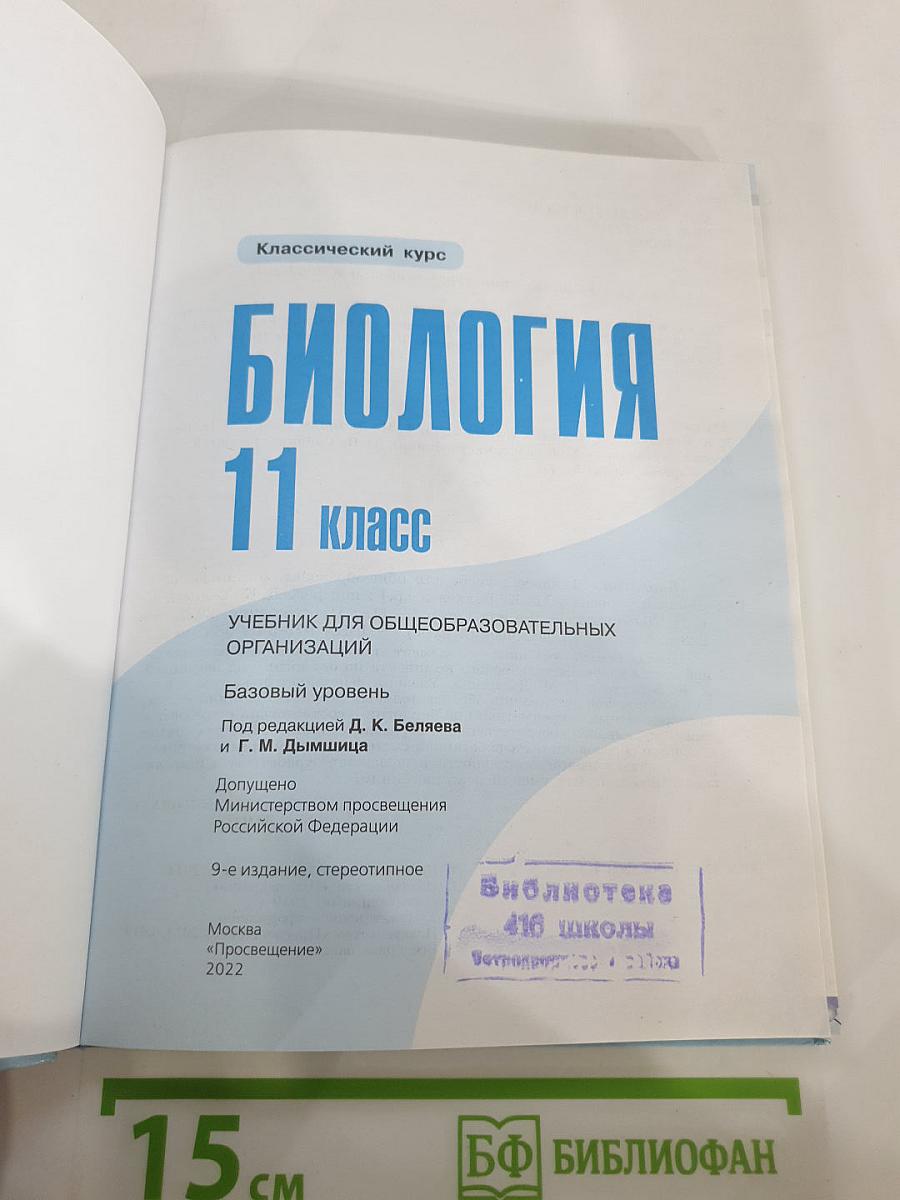 Классический курс
БИОЛОГИЯ
11 класс
УЧЕБНИК ДЛЯ ОБЩЕОБРАЗОВАТЕЛЬНЫХ
ОРГАНИЗАЦИЙ
Базовый уровень
Под редакцией Д. К. Беляева
и Г. М. Дымшица
Допущено
Министерством просвещения
Российской Федерации
9-е издание, стереотипное
Москва
«Просвещение»
2022
Библиотека
416 школы
15 см
БФ БИБЛИОФАН